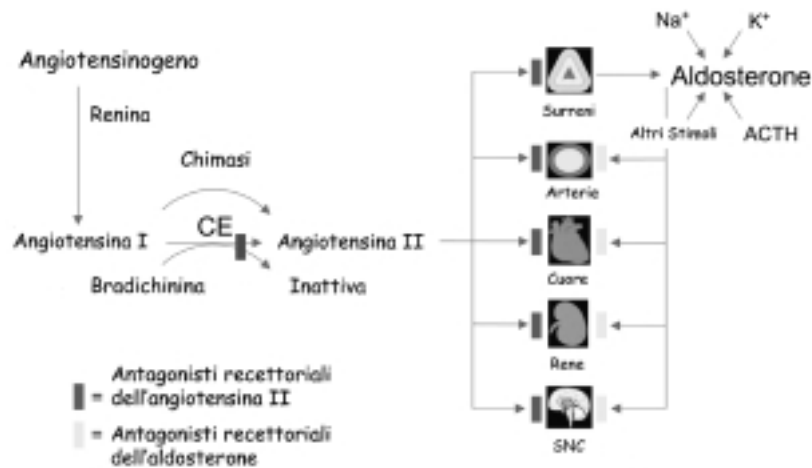 Na⁺ K⁺
Angiotensinogeno
Aldosterone
Renina
Surreni
Altri Stimoli ACTH
Chimasi
Arterie
CE
Angiotensina I Angiotensina II
Cuore
Bradichinina Inattiva
Rene
Antagonisti recettoriali
= dell'angiotensina II
= Antagonisti recettoriali
dell'aldosterone
SNC